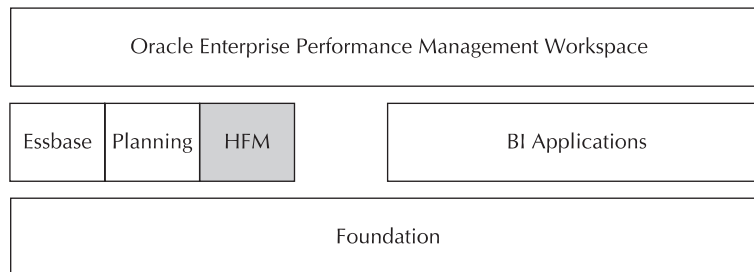 Oracle Enterprise Performance Management Workspace
Essbase Planning HFM BI Applications
Foundation